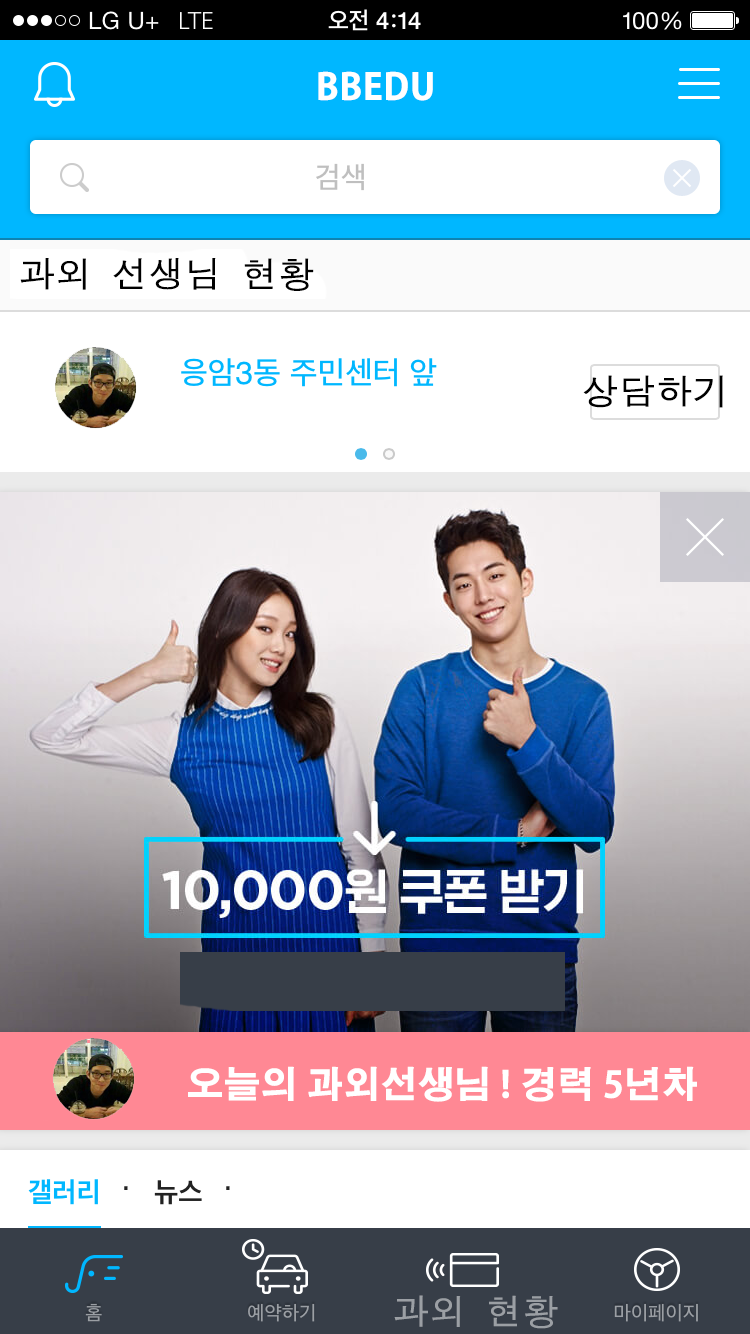 LG U+ LTE 오전 4:14 100%
BBEDU
검색
과외 선생님 현황
응암3동 주민센터 앞
상담하기
10,000원 쿠폰 받기
오늘의 과외선생님 ! 경력 5년차
갤러리 · 뉴스 ·
홈 예약하기 과외 현황 마이페이지